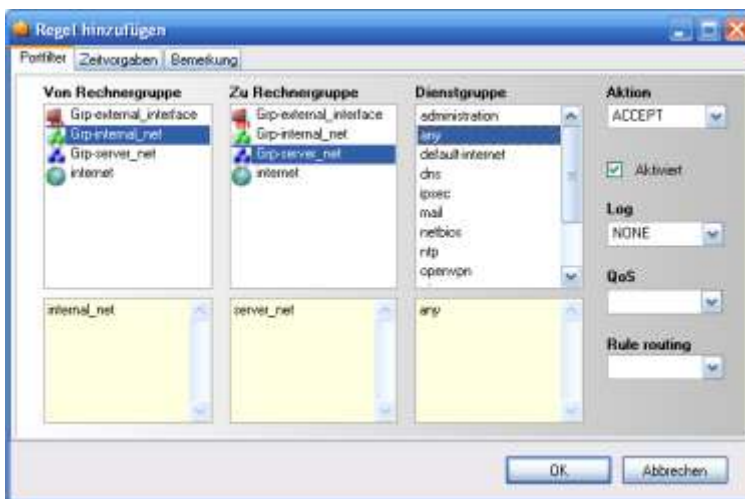 Regel hinzufügen
Portfilter Zeitvorgaben Bemerkung
Von Rechnergruppe
Grp-external_interface
Grp-internal_net
Grp-server_net
internet
internal_net
Zu Rechnergruppe
Grp-external_interface
Grp-internal_net
Grp-server_net
internet
server_net
Dienstgruppe
administration
any
default-internet
dns
ipsec
mail
netbios
ntp
openvpn
any
Aktion
ACCEPT
Aktiviert
Log
NONE
QoS
Rule routing
OK Abbrechen